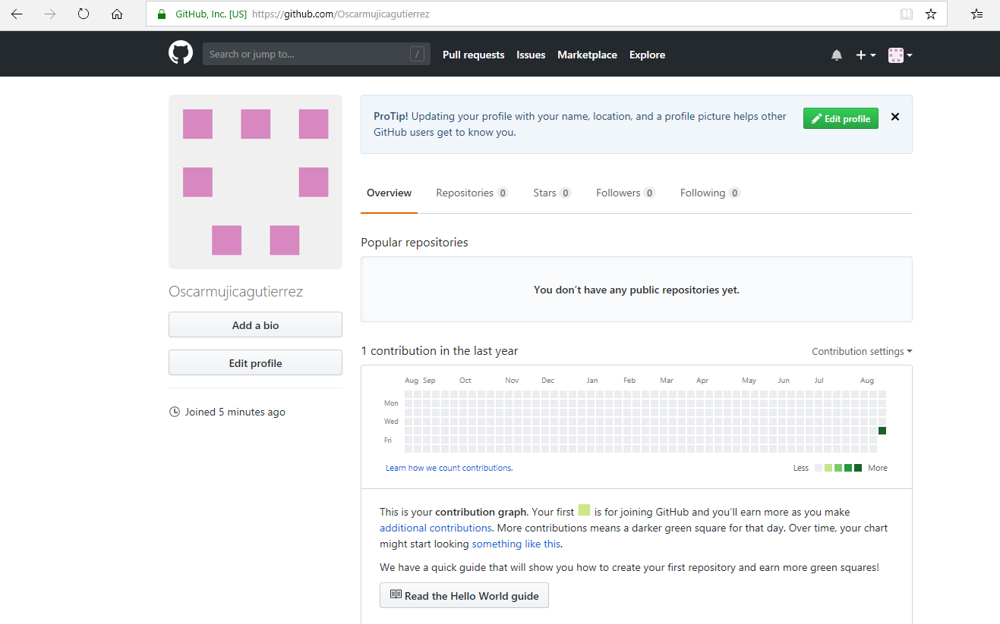 GitHub, Inc. [US] https://github.com/Oscarmujicagutierrez
Search or jump to... /
Pull requests Issues Marketplace Explore
ProTip! Updating your profile with your name, location, and a profile picture helps other
GitHub users get to know you.
Edit profile
Overview Repositories 0 Stars 0 Followers 0 Following 0
Popular repositories
You don’t have any public repositories yet.
Oscarmujicagutierrez
Add a bio
Edit profile
Joined 5 minutes ago
1 contribution in the last year
Contribution settings
Aug Sep Oct Nov Dec Jan Feb Mar Apr May Jun Jul Aug
Mon
Wed
Fri
Learn how we count contributions.
Less More
This is your contribution graph. Your first is for joining GitHub and you’ll earn more as you make
additional contributions. More contributions means a darker green square for that day. Over time, your chart
might start looking something like this.
We have a quick guide that will show you how to create your first repository and earn more green squares!
Read the Hello World guide